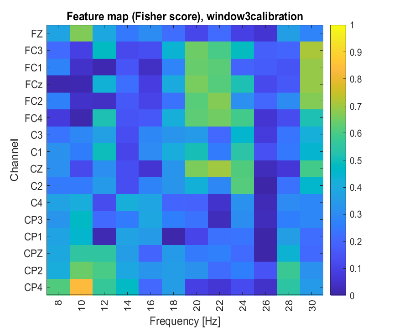 Feature map (Fisher score), window3calibration
FZ
FC3
FC1
FCz
FC2
FC4
C3
C1
CZ
C2
C4
CP3
CP1
CPZ
CP2
CP4
Channel
8 10 12 14 16 18 20 22 24 26 28 30
Frequency [Hz]
1
0.9
0.8
0.7
0.6
0.5
0.4
0.3
0.2
0.1
0